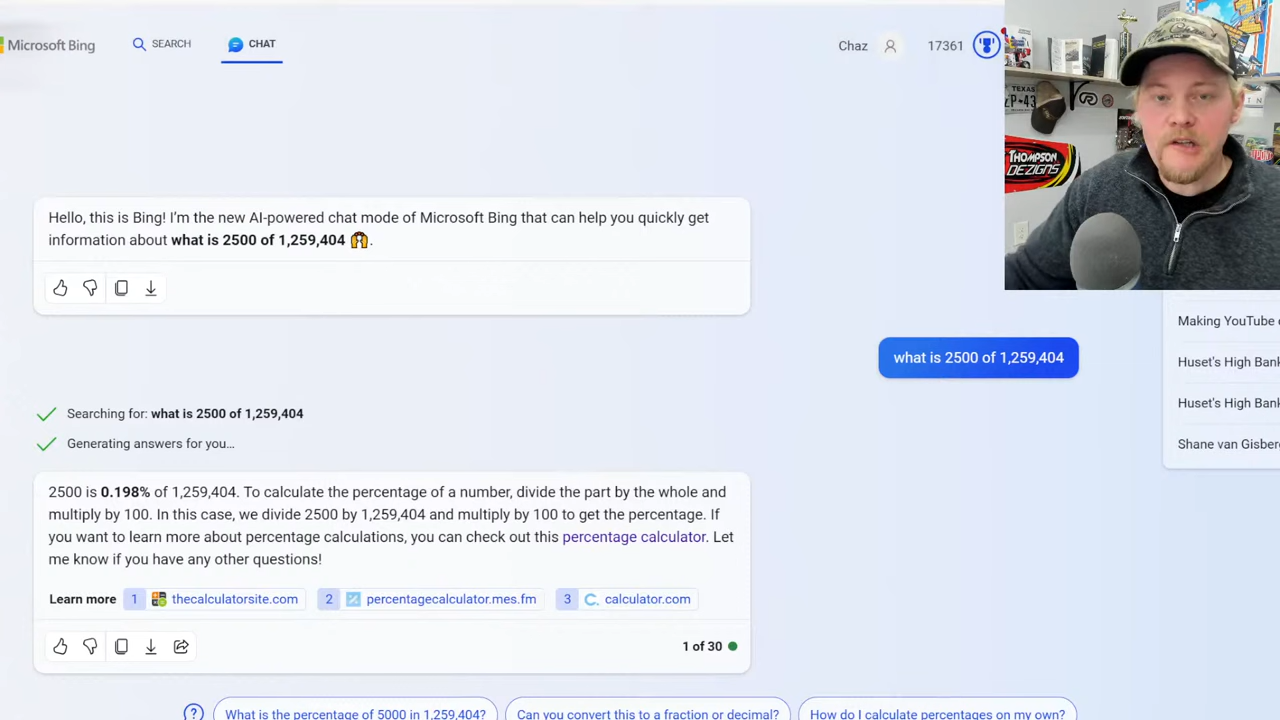 Microsoft Bing
SEARCH
CHAT
Chaz
17361
Hello, this is Bing! I'm the new AI-powered chat mode of Microsoft Bing that can help you quickly get
information about what is 2500 of 1,259,404 🙌.
what is 2500 of 1,259,404
Searching for: what is 2500 of 1,259,404
Generating answers for you...
2500 is 0.198% of 1,259,404. To calculate the percentage of a number, divide the part by the whole and
multiply by 100. In this case, we divide 2500 by 1,259,404 and multiply by 100 to get the percentage. If
you want to learn more about percentage calculations, you can check out this percentage calculator. Let
me know if you have any other questions!
Learn more 1 thecalculatorsite.com 2 percentagecalculator.mes.fm 3 calculator.com
1 of 30
What is the percentage of 5000 in 1,259,404?
Can you convert this to a fraction or decimal?
How do I calculate percentages on my own?
TEXAS
THOMPSON
DEZIGNS
Making YouTube
Huset's High Bank
Huset's High Bank
Shane van Gisber